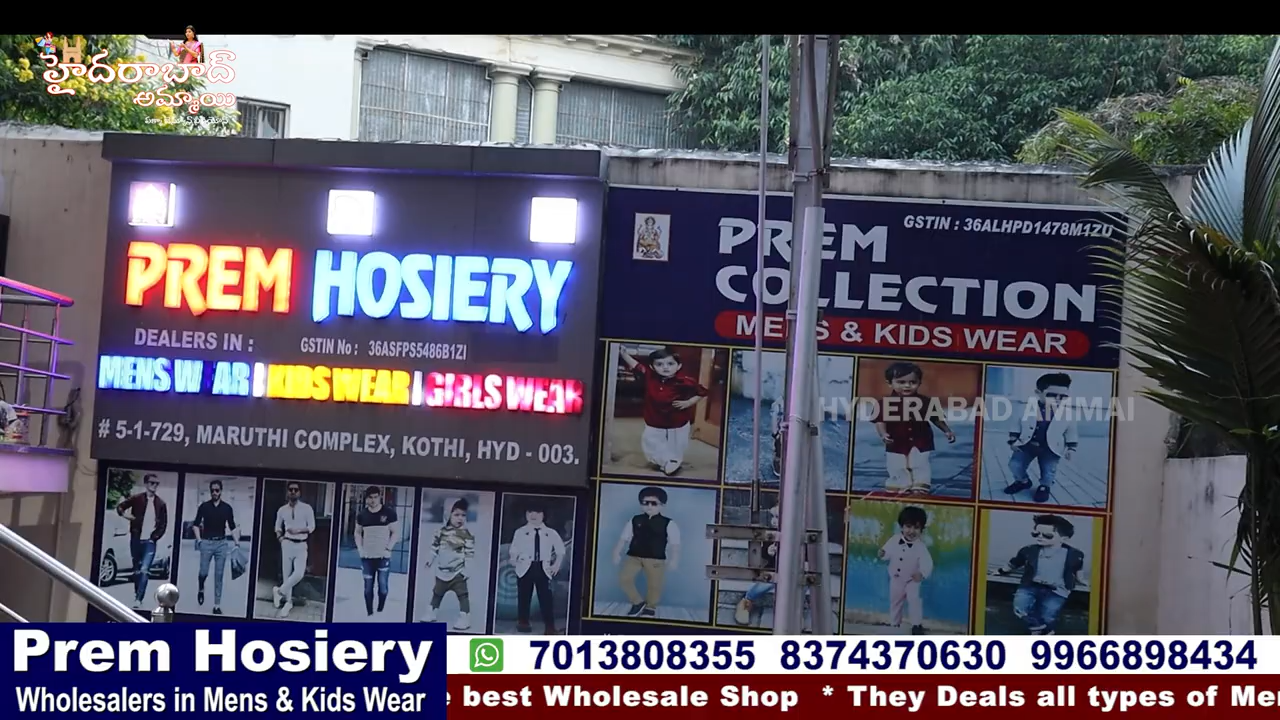 హైదరాబాద్
అమ్మాయి
PREM HOSIERY
DEALERS IN :
GSTIN No : 36ASFPS5486B1ZI
MENS W AR | KIDS WEAR | GIRLS WEAR
# 5-1-729, MARUTHI COMPLEX, KOTHI, HYD - 003.
GSTIN : 36ALHPD1478M1ZU
PREM
COLLECTION
MENS & KIDS WEAR
HYDERABAD AMMAI
Prem Hosiery
Wholesalers in Mens & Kids Wear
7013808355 8374370630 9966898434
e best Wholesale Shop * They Deals all types of Me